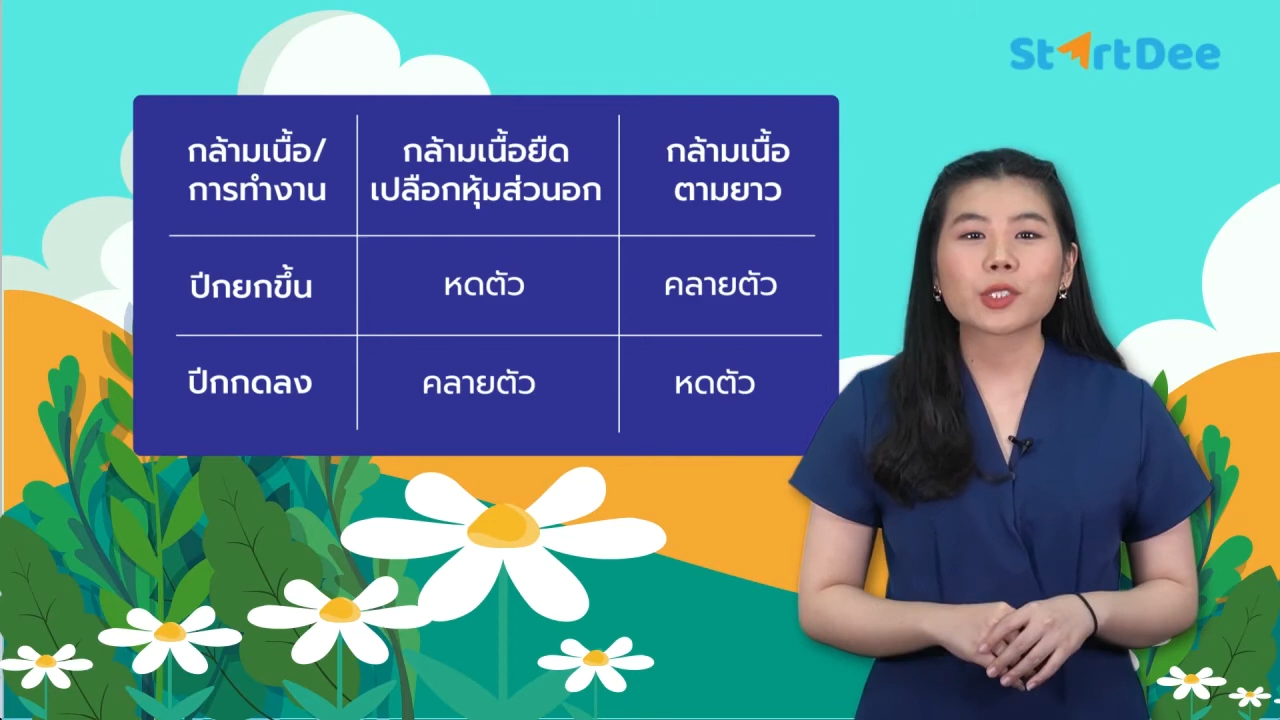 StartDee
กล้ามเนื้อ/
การทำงาน
กล้ามเนื้อยืด
เปลือกหุ้มส่วนอก
กล้ามเนื้อ
ตามยาว
ปีกยกขึ้น
หดตัว
คลายตัว
ปีกกดลง
คลายตัว
หดตัว